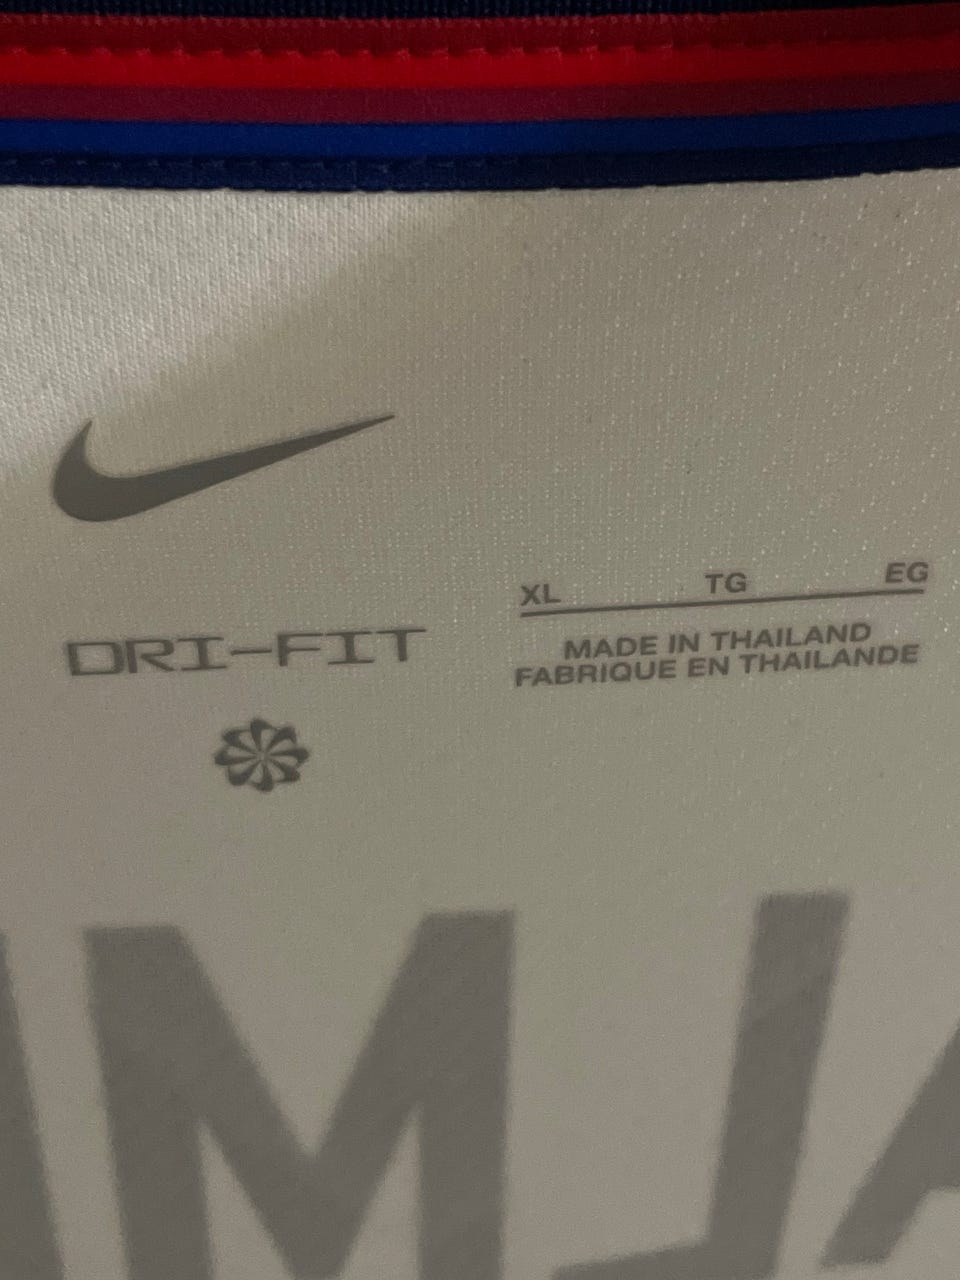 XL TG EG
DRI-FIT
MADE IN THAILAND
FABRIQUE EN THAILANDE